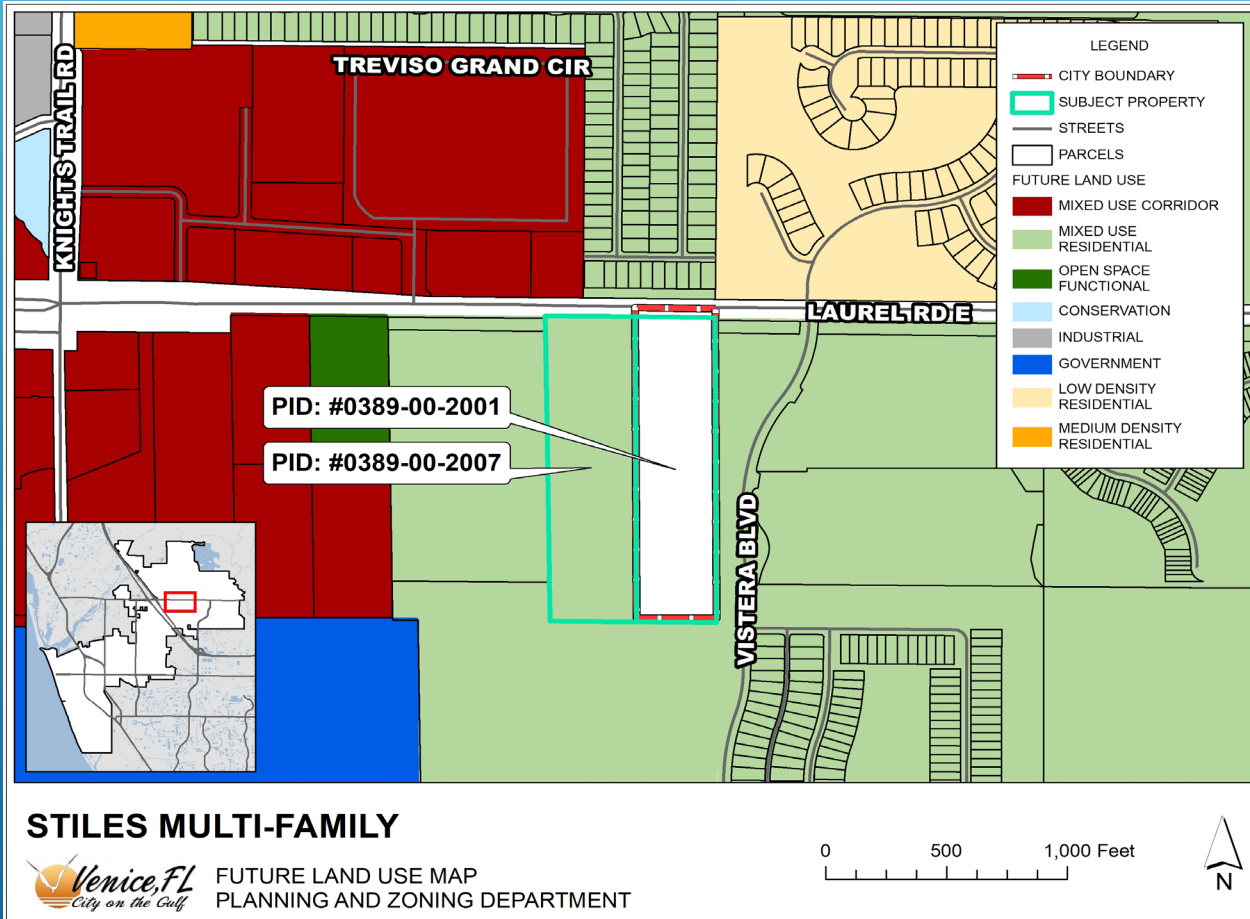 TREVISO GRAND CIR
KNIGHTS TRAIL RD
LAUREL RD E
VISTERA BLVD
PID: #0389-00-2001
PID: #0389-00-2007
LEGEND
CITY BOUNDARY
SUBJECT PROPERTY
STREETS
PARCELS
FUTURE LAND USE
MIXED USE CORRIDOR
MIXED USE
RESIDENTIAL
OPEN SPACE
FUNCTIONAL
CONSERVATION
INDUSTRIAL
GOVERNMENT
LOW DENSITY
RESIDENTIAL
MEDIUM DENSITY
RESIDENTIAL
STILES MULTI-FAMILY
Venice, FL
City on the Gulf
FUTURE LAND USE MAP
PLANNING AND ZONING DEPARTMENT
0 500 1,000 Feet
N